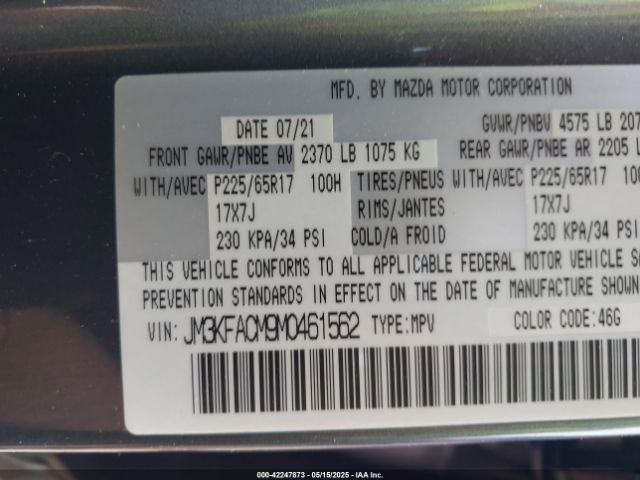 MFD. BY MAZDA MOTOR CORPORATION
DATE 07/21 GVWR/PNBV 4575 LB 207
FRONT GAWR/PNBE AV 2370 LB 1075 KG REAR GAWR/PNBE AR 2205 L
WITH/AVEC P225/65R17 100H TIRES/PNEUS WITH/AVEC P225/65R17 100
17X7J RIMS/JANTES 17X7J
230 KPA/34 PSI COLD/A FROID 230 KPA/34 PSI
THIS VEHICLE CONFORMS TO ALL APPLICABLE FEDERAL MOTOR VEHICLE SA
PREVENTION STANDARDS IN EFFECT ON THE DATE OF MANUFACTURE SHOWN
VIN: JM3KFACM9M0461562 TYPE:MPV COLOR CODE:46G
000-42247873 - 05/15/2025 - IAA Inc.